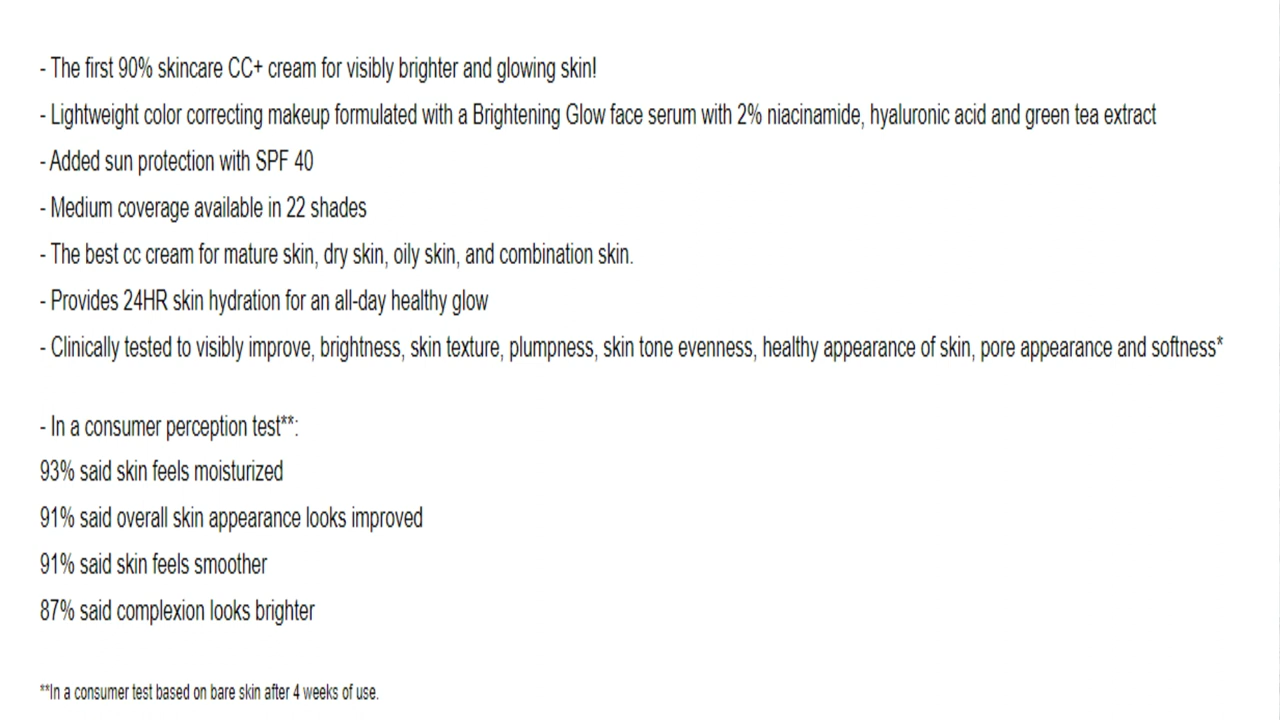 - The first 90% skincare CC+ cream for visibly brighter and glowing skin!
- Lightweight color correcting makeup formulated with a Brightening Glow face serum with 2% niacinamide, hyaluronic acid and green tea extract
- Added sun protection with SPF 40
- Medium coverage available in 22 shades
- The best cc cream for mature skin, dry skin, oily skin, and combination skin.
- Provides 24HR skin hydration for an all-day healthy glow
- Clinically tested to visibly improve, brightness, skin texture, plumpness, skin tone evenness, healthy appearance of skin, pore appearance and softness*
- In a consumer perception test**:
93% said skin feels moisturized
91% said overall skin appearance looks improved
91% said skin feels smoother
87% said complexion looks brighter
**In a consumer test based on bare skin after 4 weeks of use.